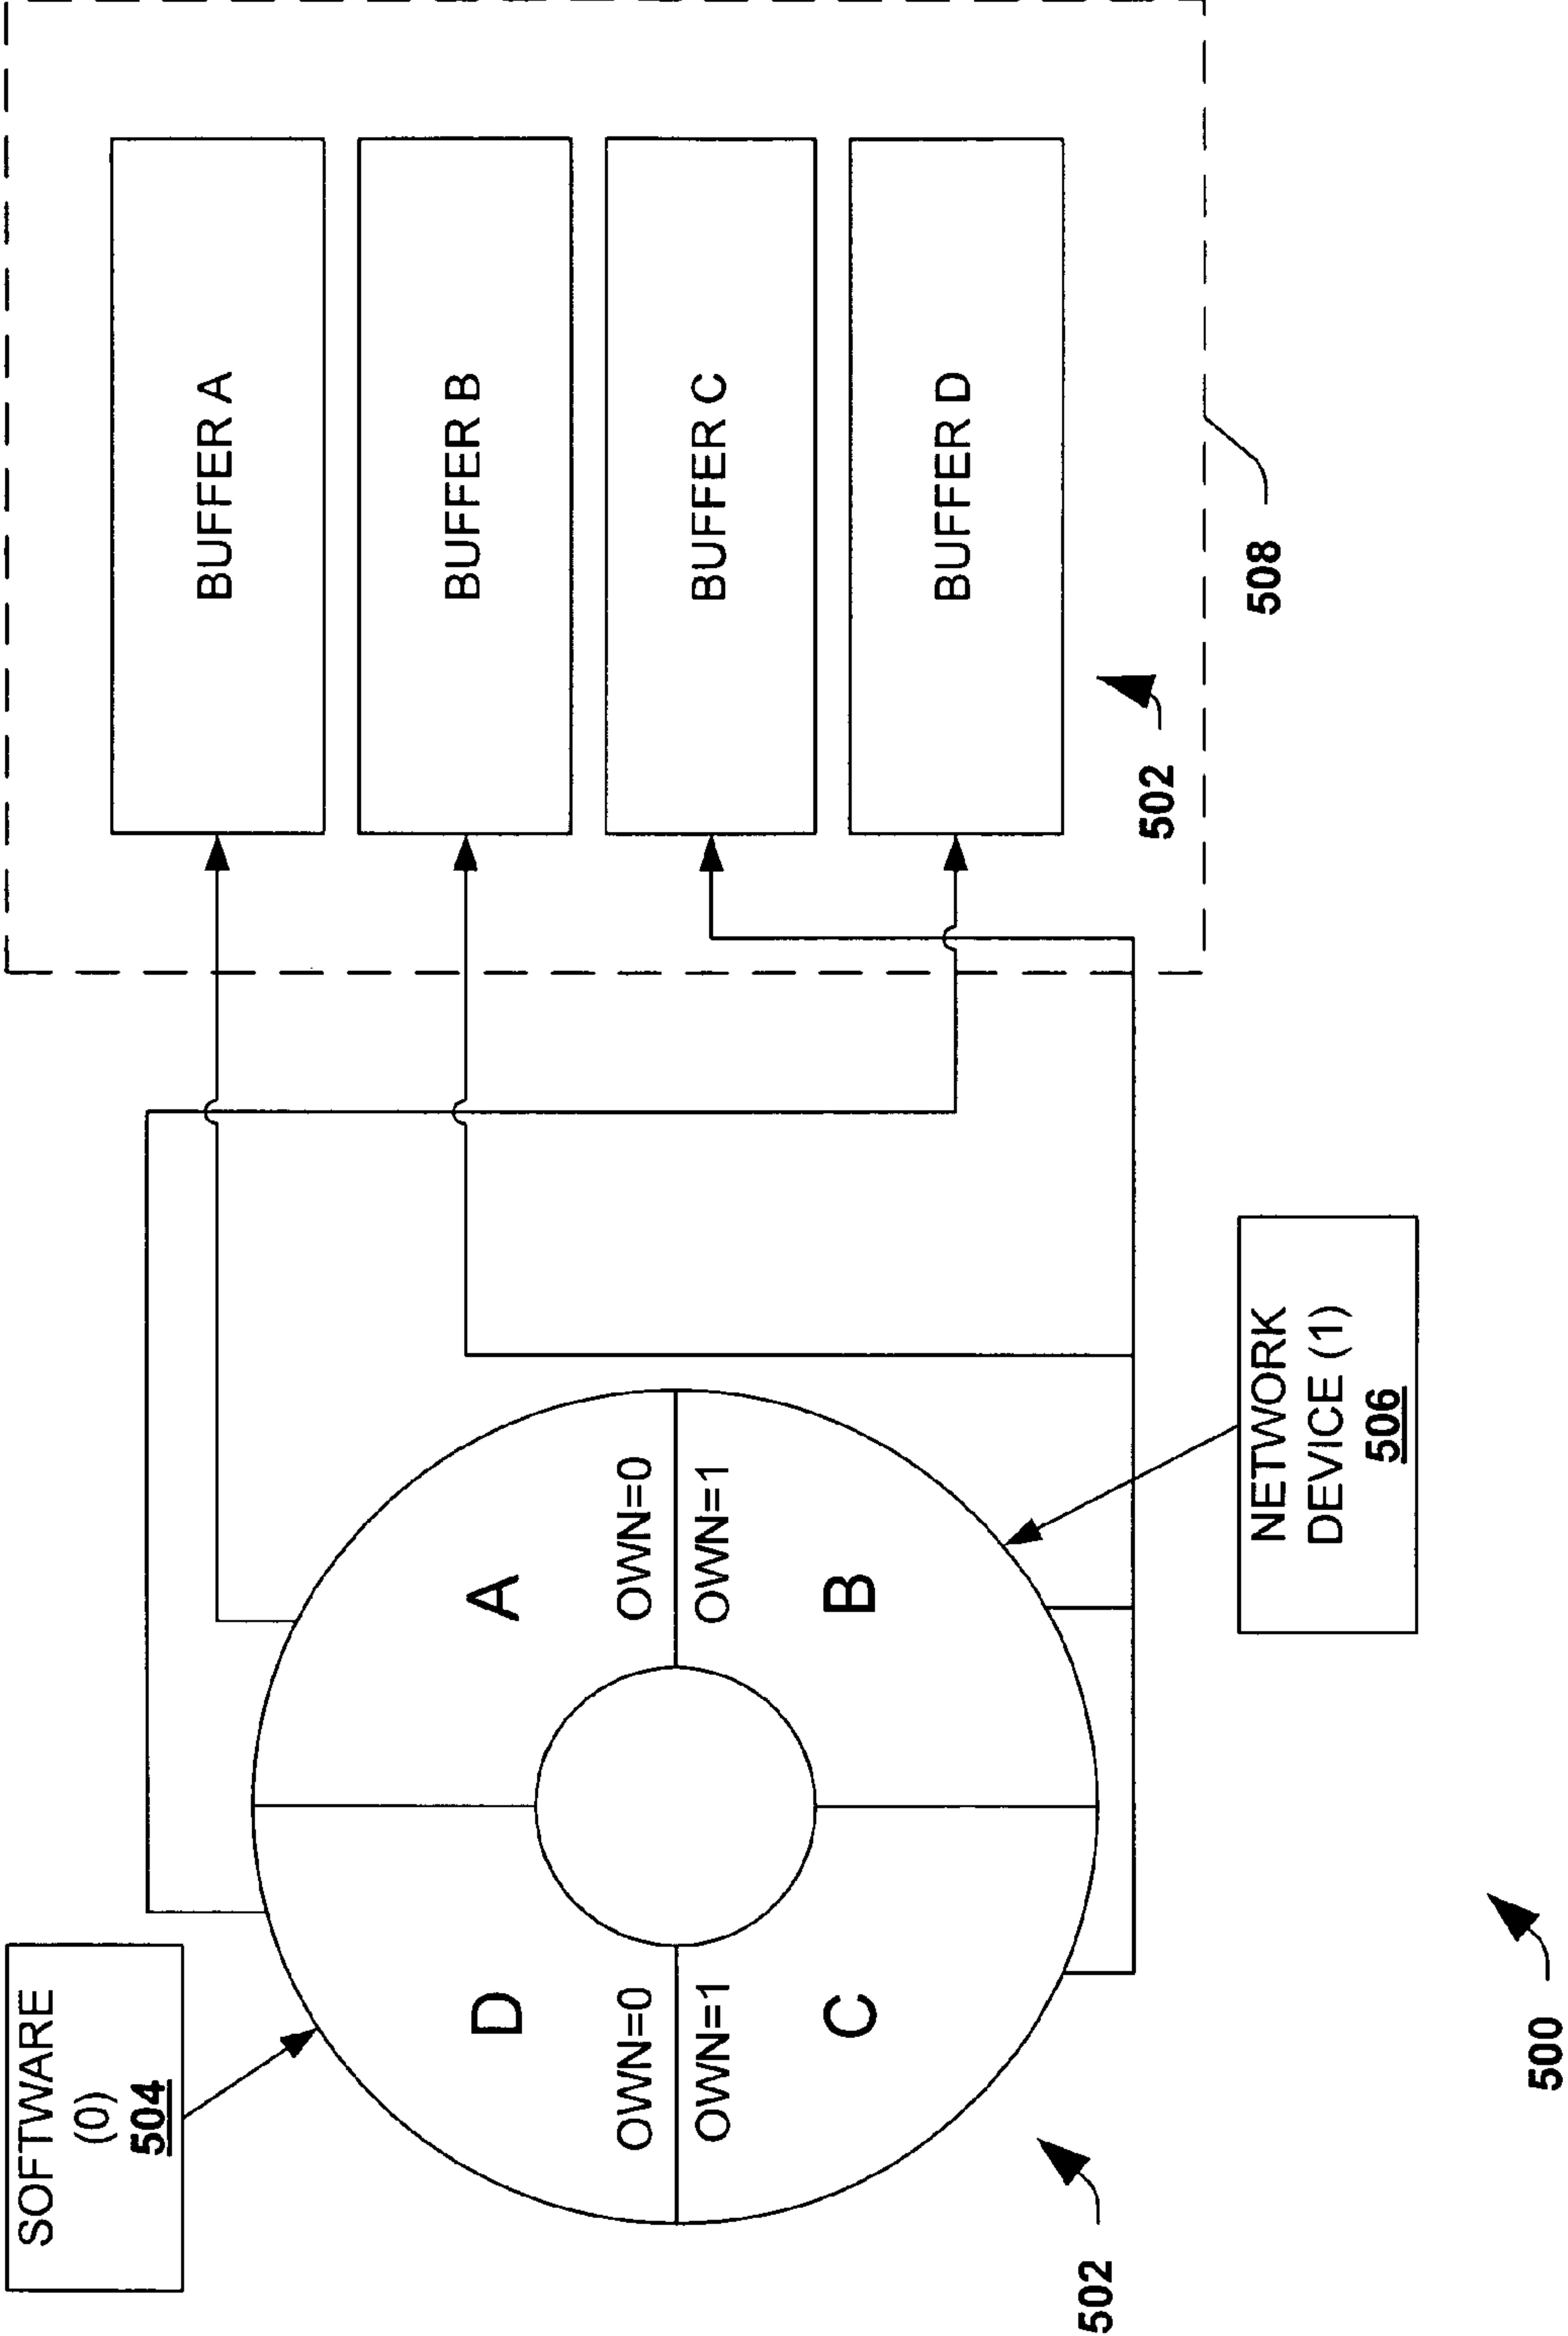 SOFTWARE
(0)
504
D
A
OWN=0
OWN=0
OWN=1
OWN=1
C
B
502
NETWORK
DEVICE (1)
506
BUFFER A
BUFFER B
BUFFER C
BUFFER D
502
508
500